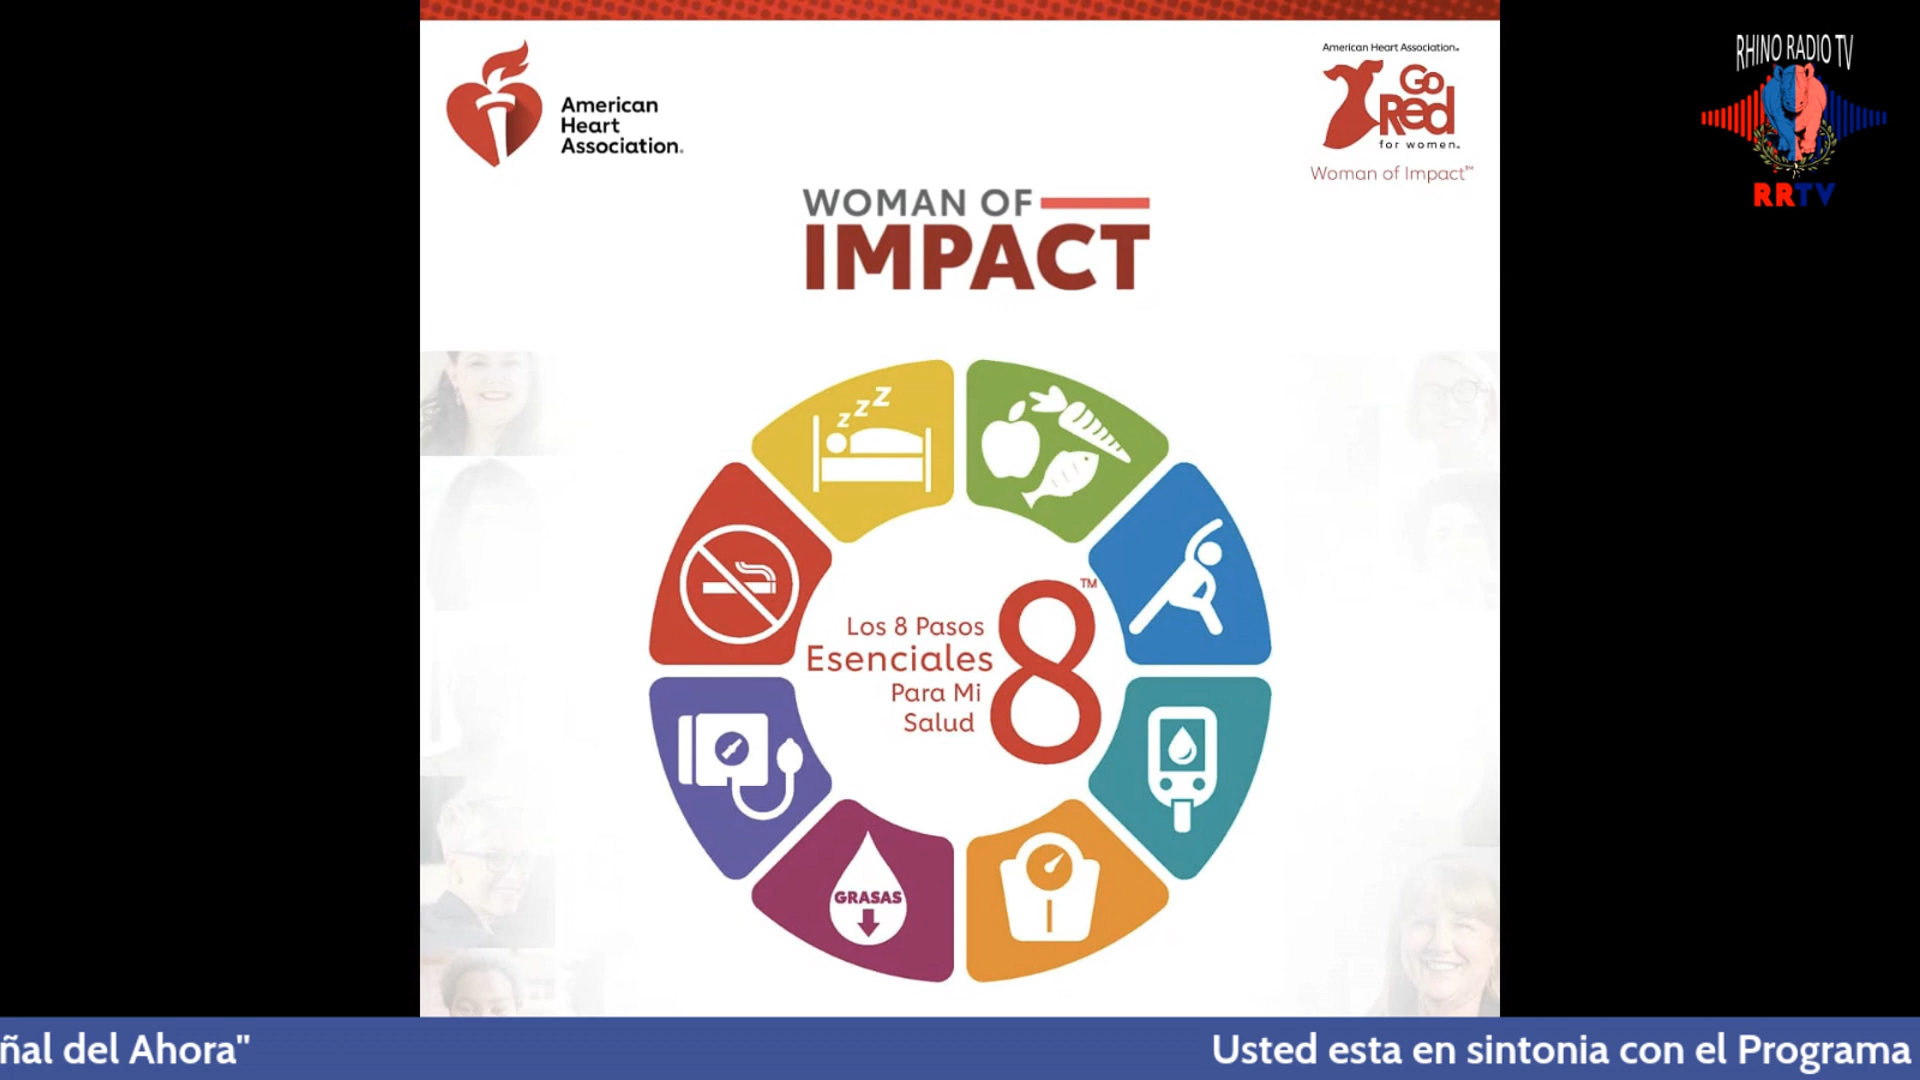 American
Heart
Association.
American Heart Association.
Go
Red
for women.
Woman of Impact™
RHINO RADIO TV
RRTV
WOMAN OF
IMPACT
zzZ
Los 8 Pasos
Esenciales
Para Mi
Salud
8™
GRASAS
ñal del Ahora"
Usted esta en sintonia con el Programa